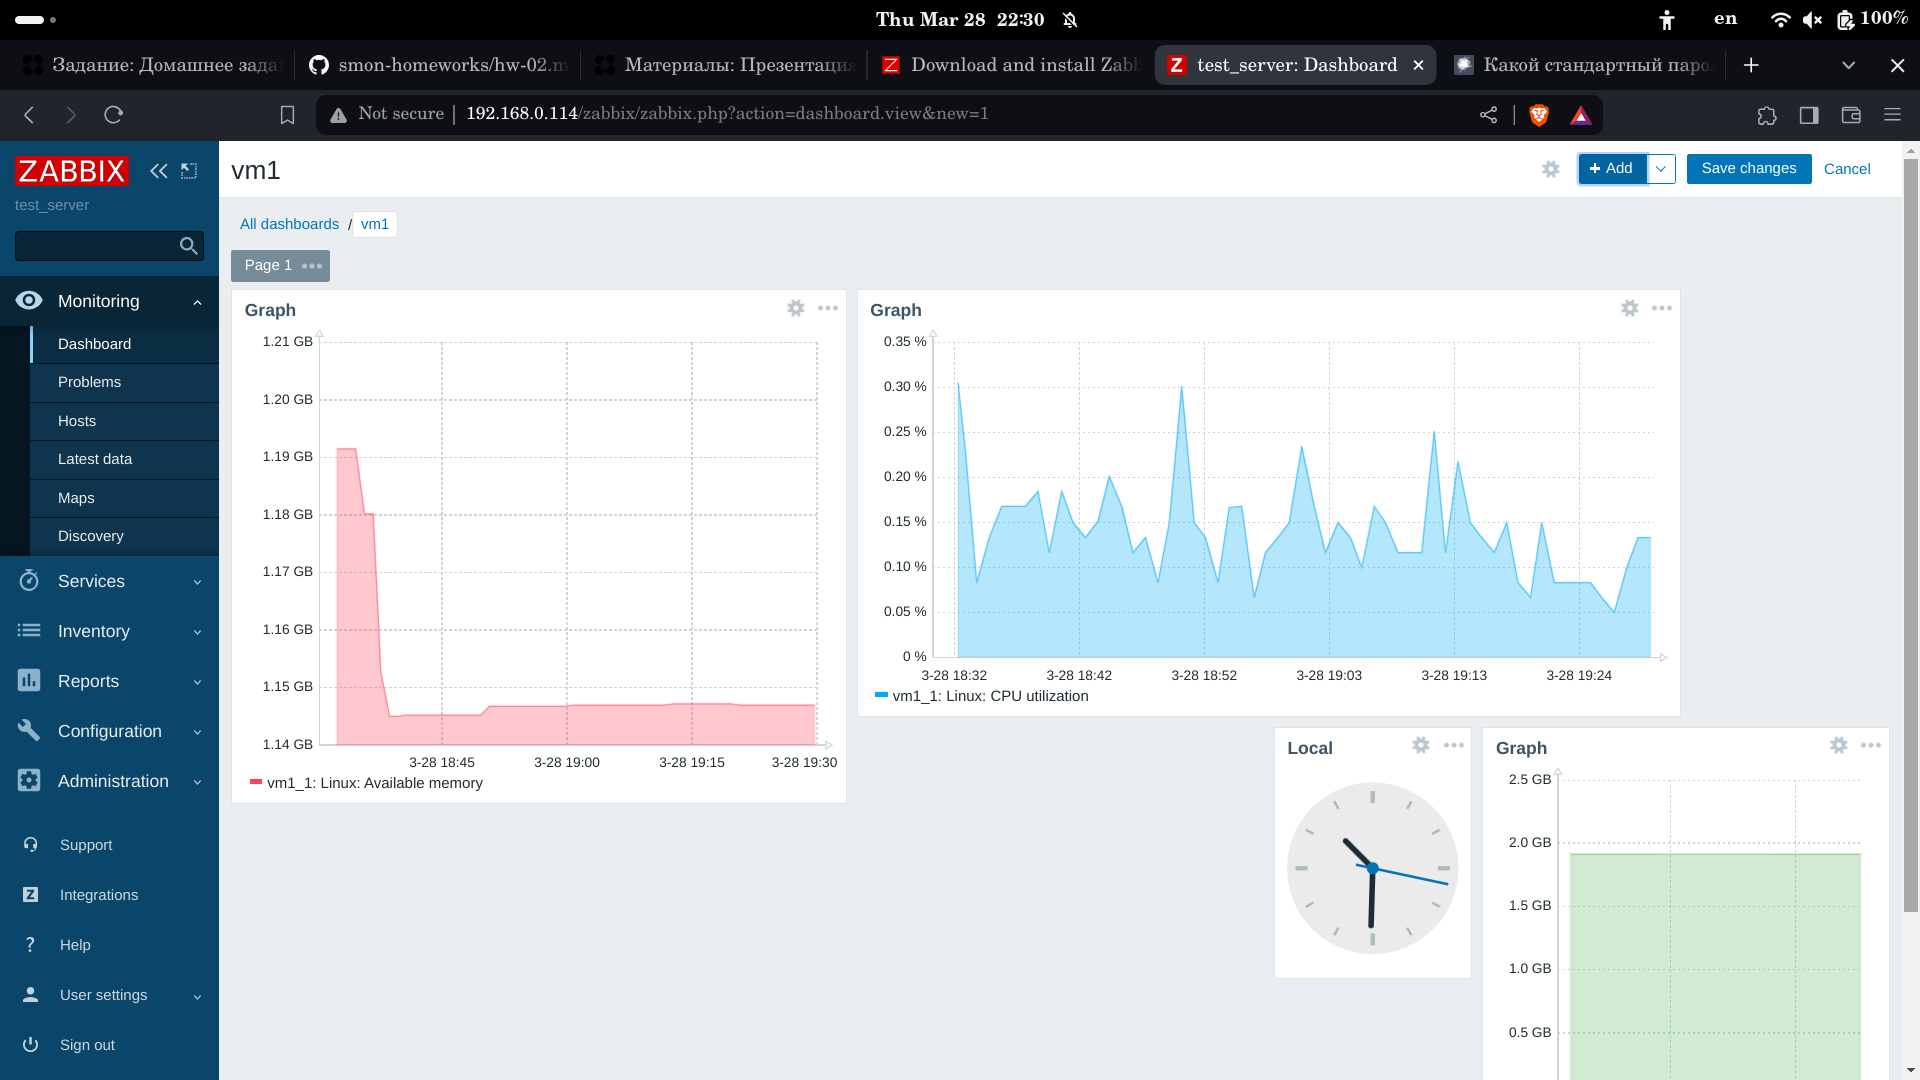 Thu Mar 28 22:30
en
100%
Задание: Домашнее зада
smon-homeworks/hw-02.m
Материалы: Презентация
Download and install Zabb
test_server: Dashboard
Какой стандартный паро
Not secure
192.168.0.114/zabbix/zabbix.php?action=dashboard.view&new=1
ZABBIX
test_server
Monitoring
Dashboard
Problems
Hosts
Latest data
Maps
Discovery
Services
Inventory
Reports
Configuration
Administration
Support
Integrations
Help
User settings
Sign out
vm1
+ Add
Save changes
Cancel
All dashboards / vm1
Page 1
Graph
1.21 GB
1.20 GB
1.19 GB
1.18 GB
1.17 GB
1.16 GB
1.15 GB
1.14 GB
3-28 18:45
3-28 19:00
3-28 19:15
3-28 19:30
vm1_1: Linux: Available memory
Graph
0.35 %
0.30 %
0.25 %
0.20 %
0.15 %
0.10 %
0.05 %
0 %
3-28 18:32
3-28 18:42
3-28 18:52
3-28 19:03
3-28 19:13
3-28 19:24
vm1_1: Linux: CPU utilization
Local
Graph
2.5 GB
2.0 GB
1.5 GB
1.0 GB
0.5 GB